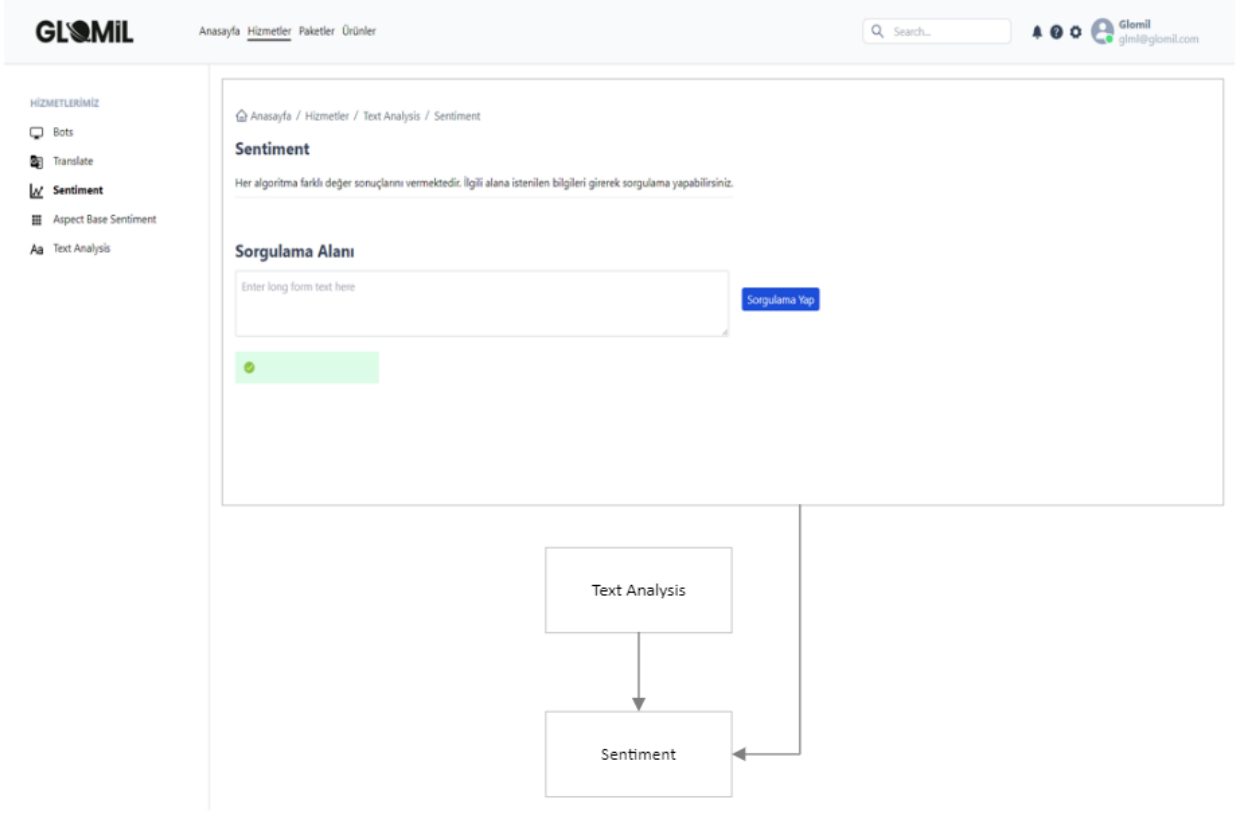 GLOMiL
Anasayfa Hizmetler Paketler Ürünler
Search...
Glomil
glml@glomil.com
HİZMETLERİMİZ
Bots
Translate
Sentiment
Aspect Base Sentiment
Aa Text Analysis
Anasayfa / Hizmetler / Text Analysis / Sentiment
Sentiment
Her algoritma farklı değer sonuçlarını vermektedir. İlgili alana istenilen bilgileri girerek sorgulama yapabilirsiniz.
Sorgulama Alanı
Enter long form text here
Sorgulama Yap
Text Analysis
Sentiment